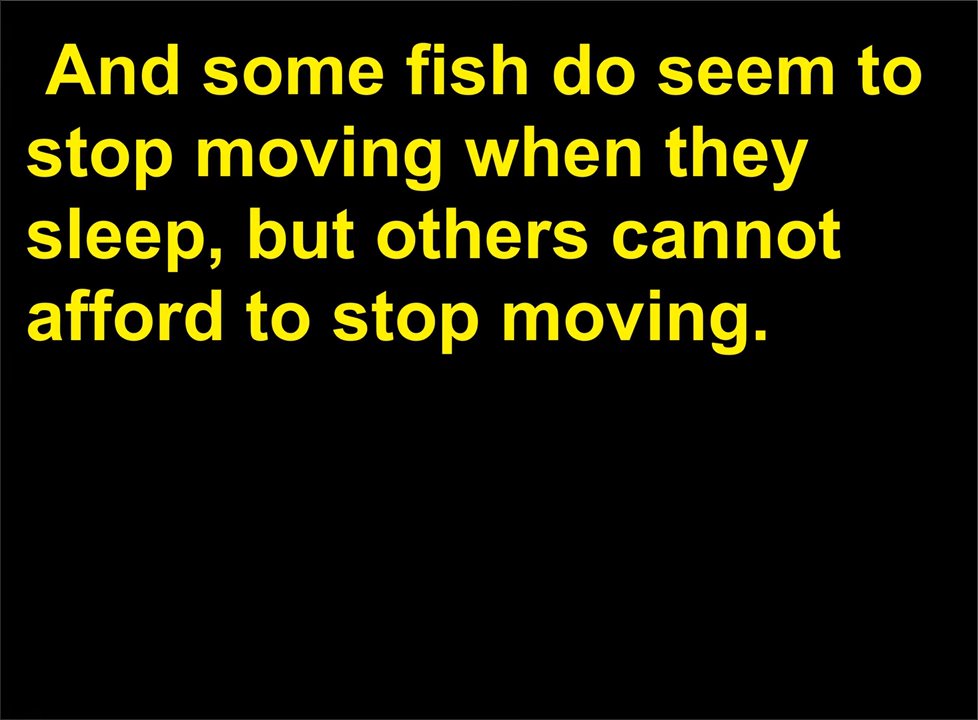 And some fish do seem to
stop moving when they
sleep, but others cannot
afford to stop moving.